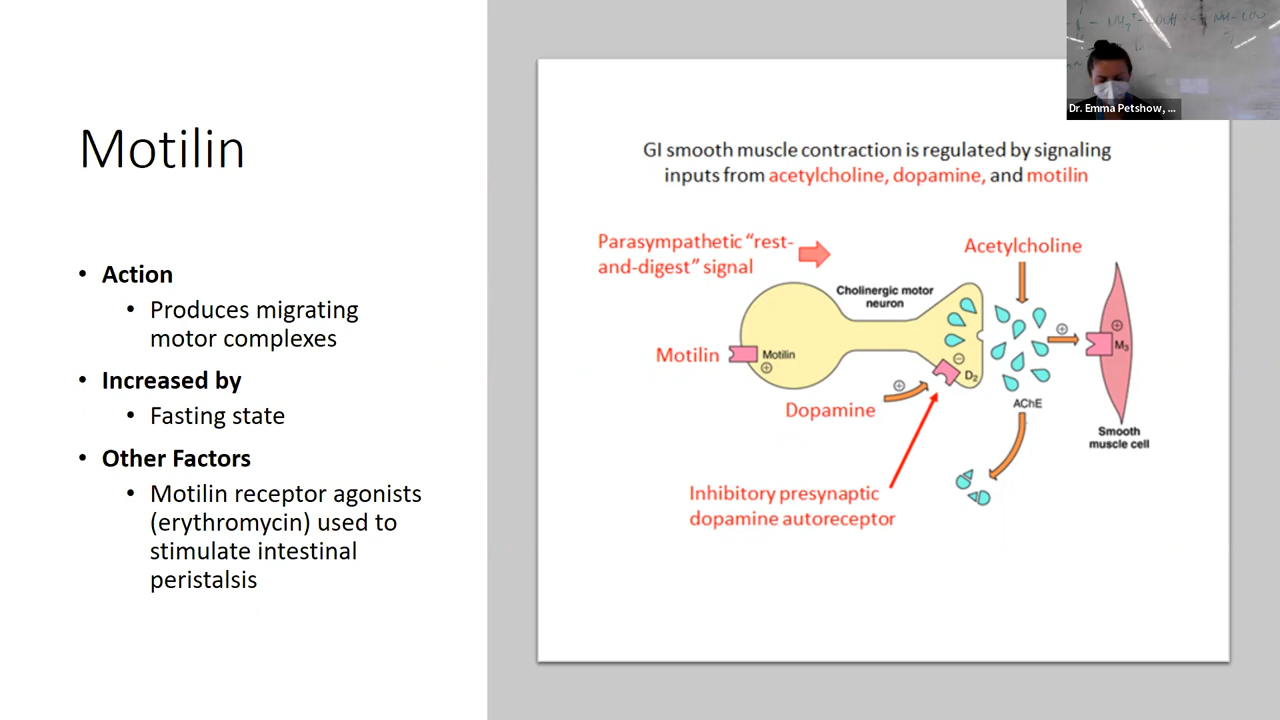 Motilin
• Action
• Produces migrating
motor complexes
• Increased by
• Fasting state
• Other Factors
• Motilin receptor agonists
(erythromycin) used to
stimulate intestinal
peristalsis
Dr. Emma Petshow, ...
GI smooth muscle contraction is regulated by signaling
inputs from acetylcholine, dopamine, and motilin
Parasympathetic “rest-
and-digest” signal
Acetylcholine
Cholinergic motor
neuron
Motilin
Motilin
+
−
D2
+
Dopamine
+
+
M3
AChE
Smooth
muscle cell
Inhibitory presynaptic
dopamine autoreceptor